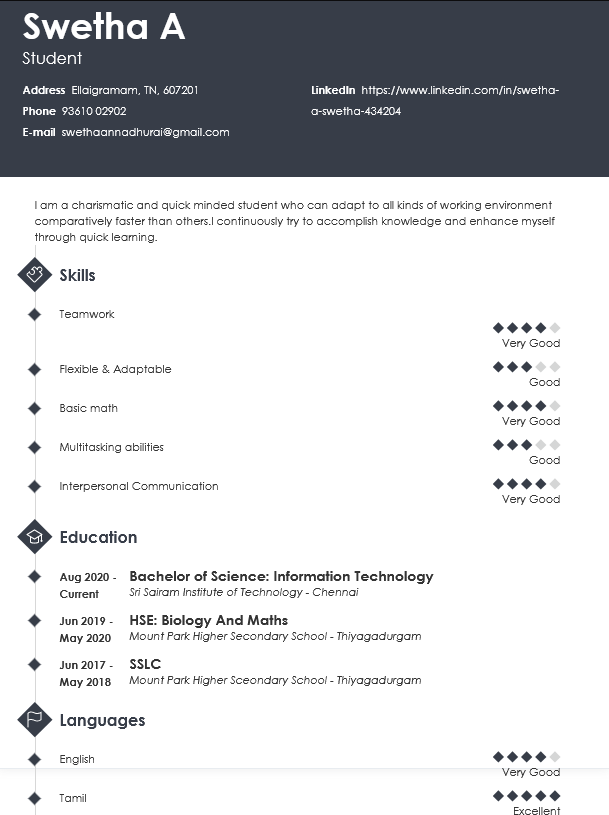 Swetha A
Student
Address Ellaigramam, TN, 607201
Phone 93610 02902
E-mail swethaannadhurai@gmail.com
LinkedIn https://www.linkedin.com/in/swetha-
a-swetha-434204
I am a charismatic and quick minded student who can adapt to all kinds of working environment
comparatively faster than others.I continuously try to accomplish knowledge and enhance myself
through quick learning.
Skills
Teamwork
Very Good
Flexible & Adaptable
Good
Basic math
Very Good
Multitasking abilities
Good
Interpersonal Communication
Very Good
Education
Aug 2020 -
Current
Bachelor of Science: Information Technology
Sri Sairam Institute of Technology - Chennai
Jun 2019 -
May 2020
HSE: Biology And Maths
Mount Park Higher Secondary School - Thiyagadurgam
Jun 2017 -
May 2018
SSLC
Mount Park Higher Sceondary School - Thiyagadurgam
Languages
English
Very Good
Tamil
Excellent